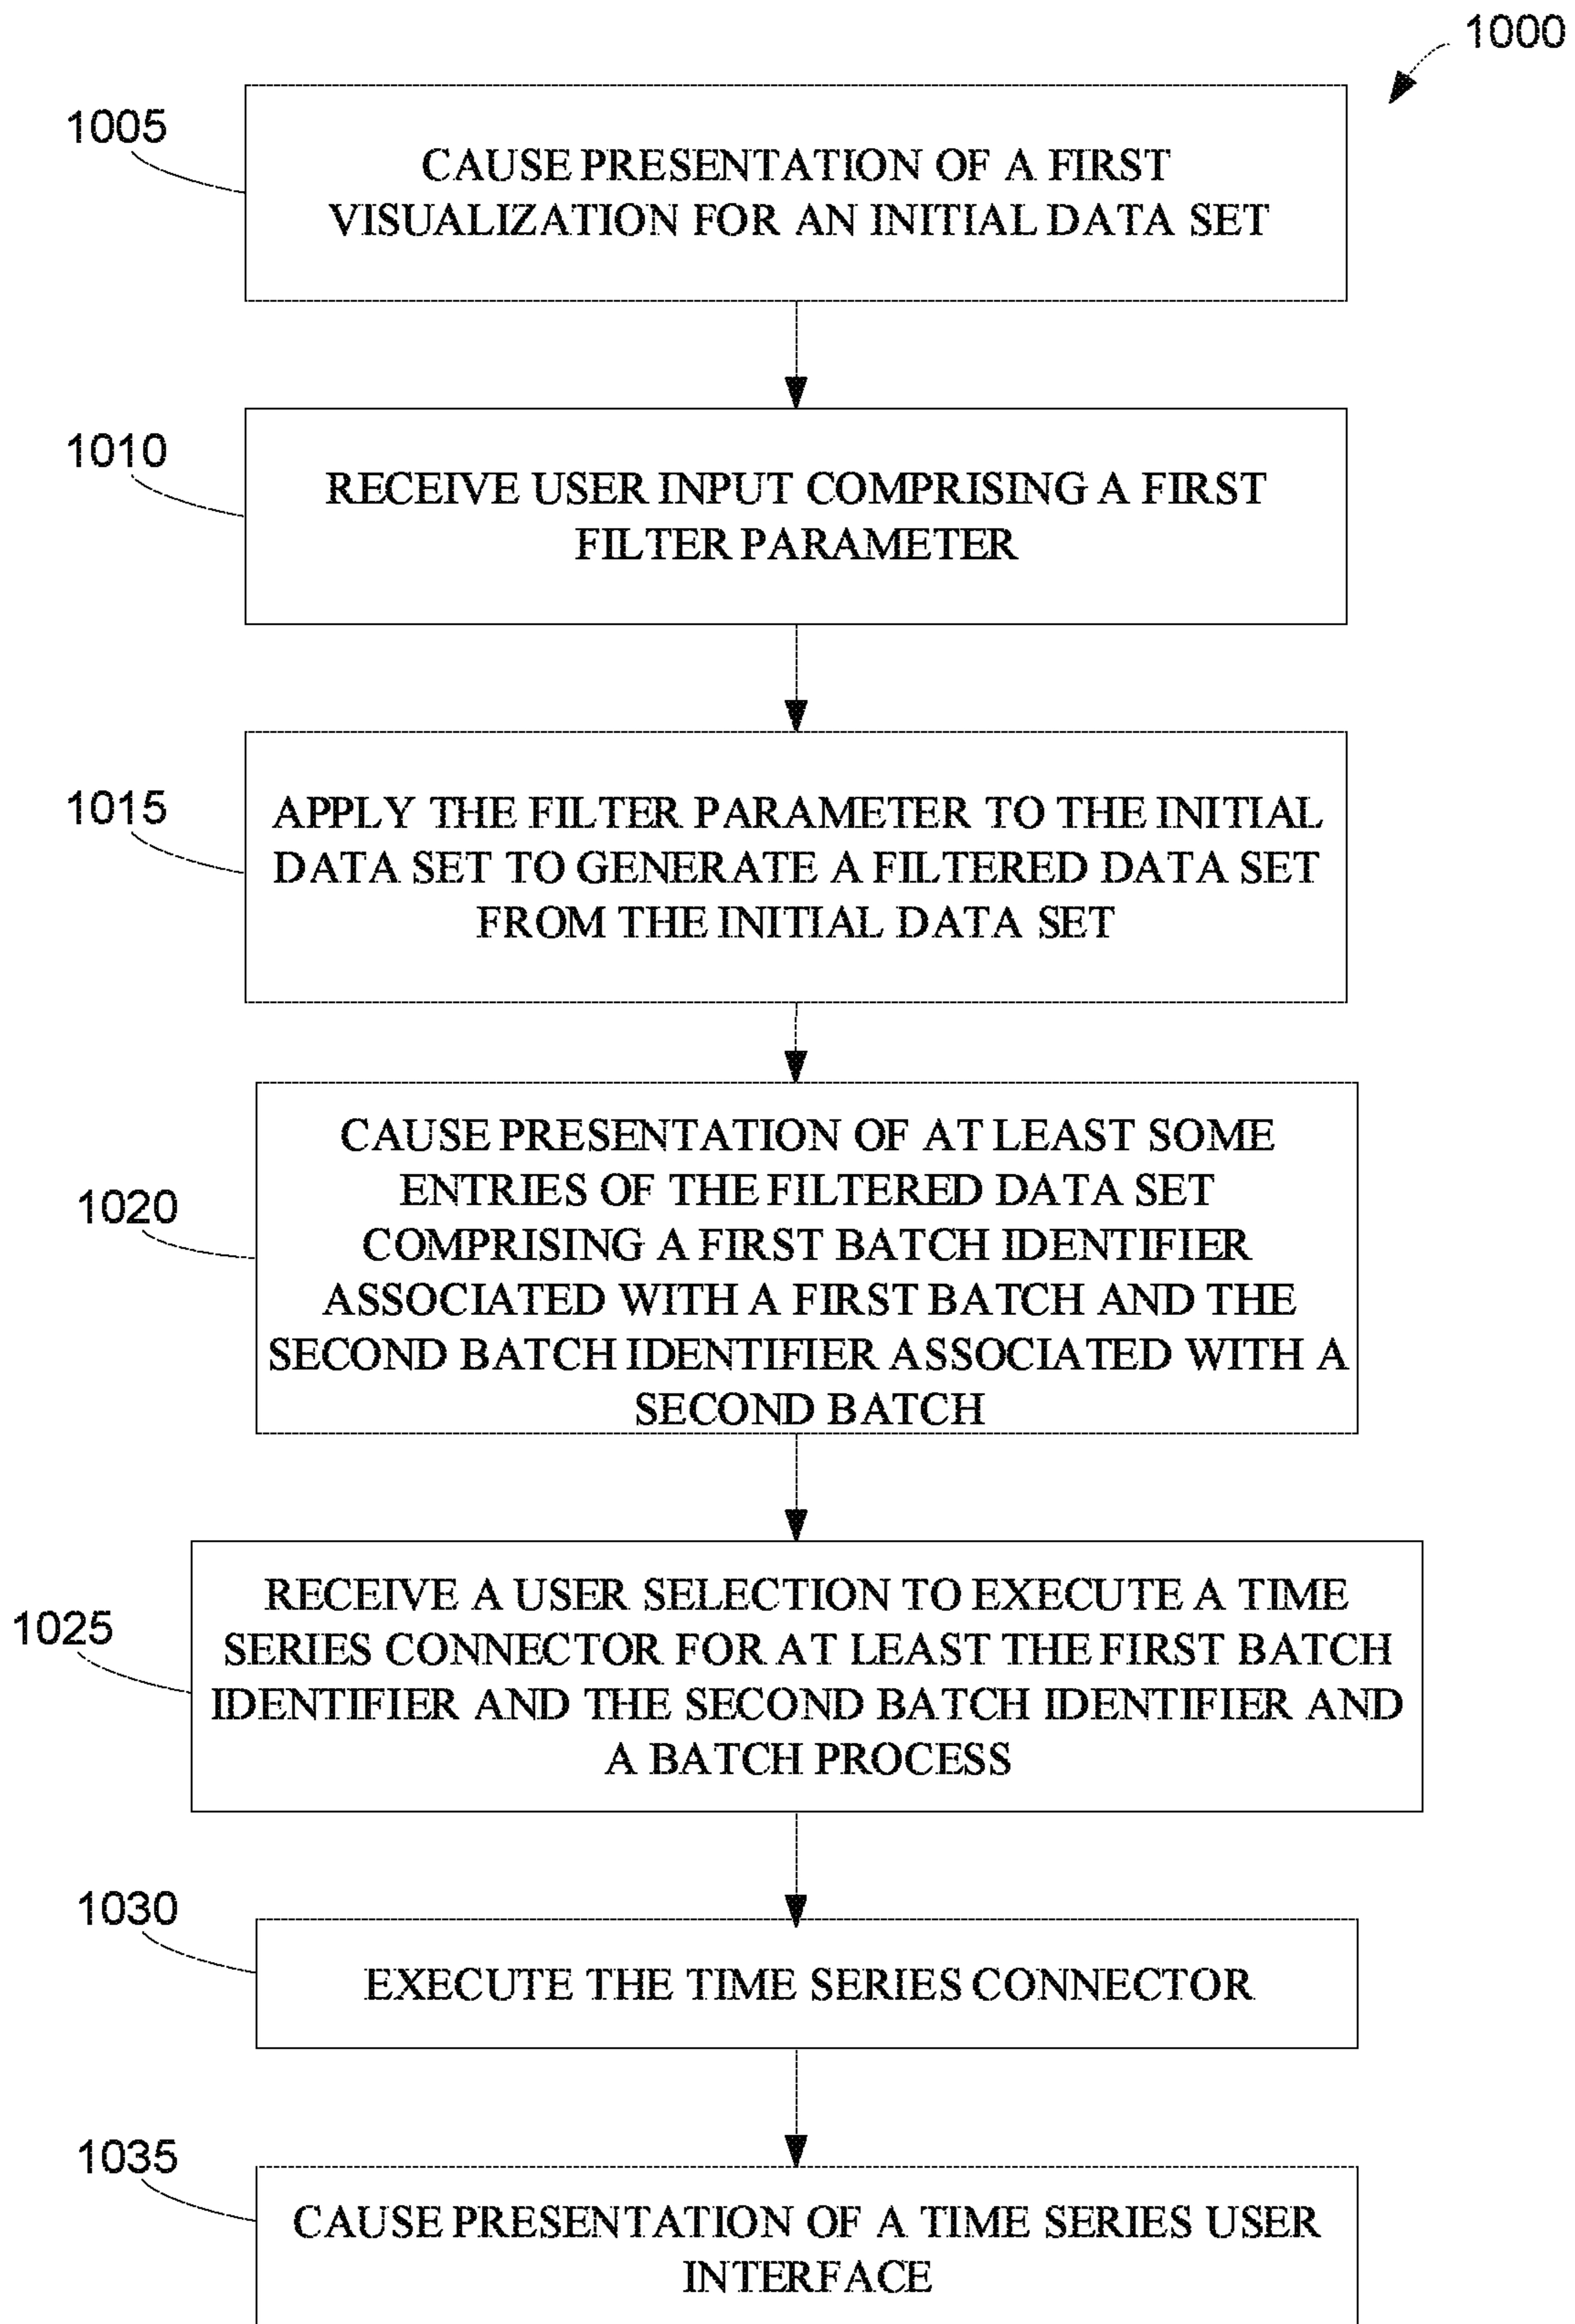 1000
1005
CAUSE PRESENTATION OF A FIRST
VISUALIZATION FOR AN INITIAL DATA SET
1010
RECEIVE USER INPUT COMPRISING A FIRST
FILTER PARAMETER
1015
APPLY THE FILTER PARAMETER TO THE INITIAL
DATA SET TO GENERATE A FILTERED DATA SET
FROM THE INITIAL DATA SET
1020
CAUSE PRESENTATION OF AT LEAST SOME
ENTRIES OF THE FILTERED DATA SET
COMPRISING A FIRST BATCH IDENTIFIER
ASSOCIATED WITH A FIRST BATCH AND THE
SECOND BATCH IDENTIFIER ASSOCIATED WITH A
SECOND BATCH
1025
RECEIVE A USER SELECTION TO EXECUTE A TIME
SERIES CONNECTOR FOR AT LEAST THE FIRST BATCH
IDENTIFIER AND THE SECOND BATCH IDENTIFIER AND
A BATCH PROCESS
1030
EXECUTE THE TIME SERIES CONNECTOR
1035
CAUSE PRESENTATION OF A TIME SERIES USER
INTERFACE